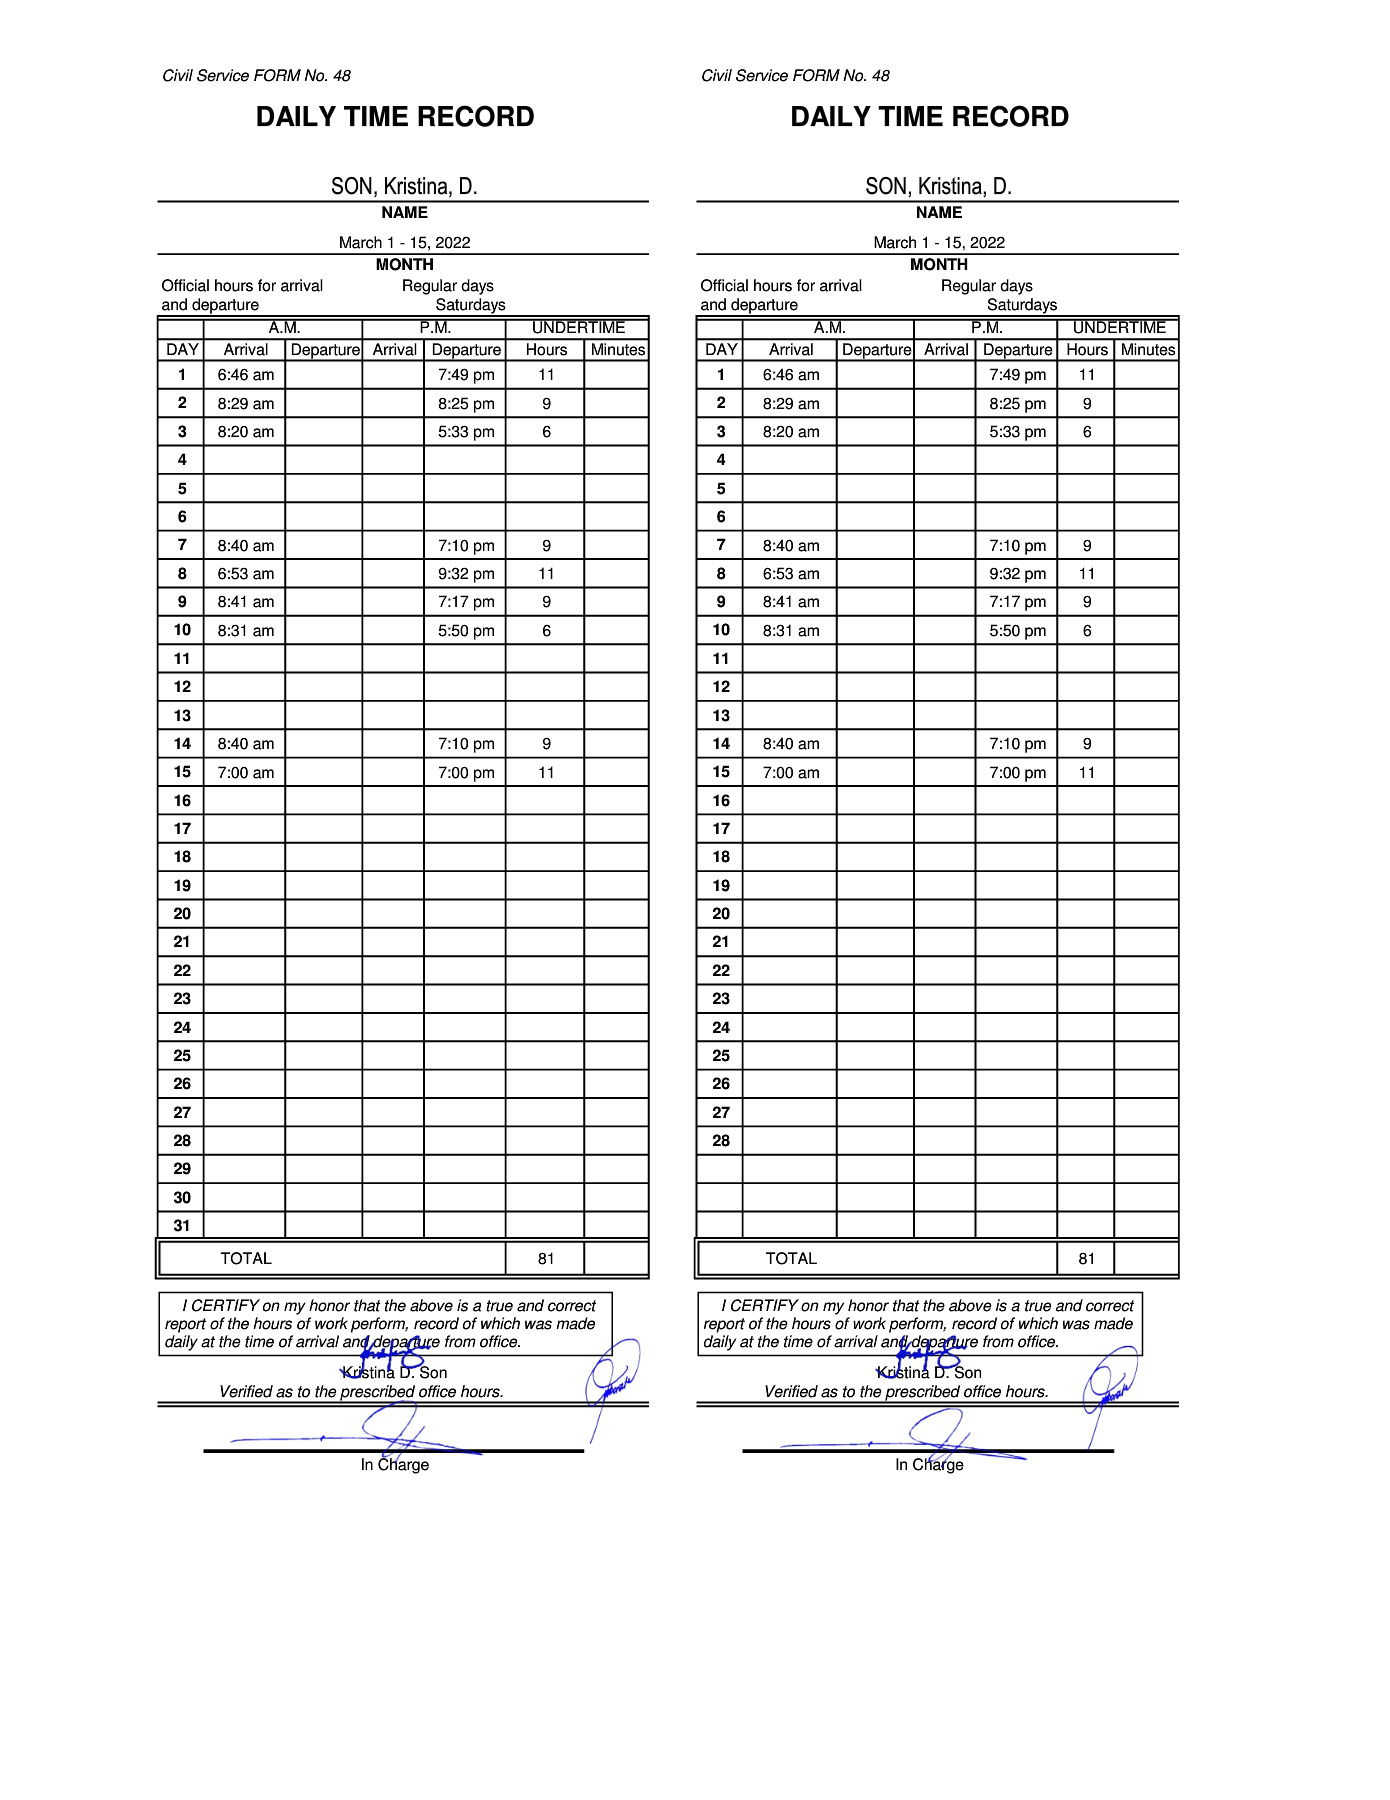 Civil Service FORM No. 48
DAILY TIME RECORD
SON, Kristina, D.
NAME
March 1 - 15, 2022
MONTH
Official hours for arrival Regular days
and departure Saturdays
A.M. P.M. UNDERTIME
DAY Arrival Departure Arrival Departure Hours Minutes
1 6:46 am 7:49 pm 11
2 8:29 am 8:25 pm 9
3 8:20 am 5:33 pm 6
4
5
6
7 8:40 am 7:10 pm 9
8 6:53 am 9:32 pm 11
9 8:41 am 7:17 pm 9
10 8:31 am 5:50 pm 6
11
12
13
14 8:40 am 7:10 pm 9
15 7:00 am 7:00 pm 11
16
17
18
19
20
21
22
23
24
25
26
27
28
29
30
31
TOTAL 81
I CERTIFY on my honor that the above is a true and correct
report of the hours of work perform, record of which was made
daily at the time of arrival and departure from office.
Kristina D. Son
Verified as to the prescribed office hours.
In Charge
Civil Service FORM No. 48
DAILY TIME RECORD
SON, Kristina, D.
NAME
March 1 - 15, 2022
MONTH
Official hours for arrival Regular days
and departure Saturdays
A.M. P.M. UNDERTIME
DAY Arrival Departure Arrival Departure Hours Minutes
1 6:46 am 7:49 pm 11
2 8:29 am 8:25 pm 9
3 8:20 am 5:33 pm 6
4
5
6
7 8:40 am 7:10 pm 9
8 6:53 am 9:32 pm 11
9 8:41 am 7:17 pm 9
10 8:31 am 5:50 pm 6
11
12
13
14 8:40 am 7:10 pm 9
15 7:00 am 7:00 pm 11
16
17
18
19
20
21
22
23
24
25
26
27
28
TOTAL 81
I CERTIFY on my honor that the above is a true and correct
report of the hours of work perform, record of which was made
daily at the time of arrival and departure from office.
Kristina D. Son
Verified as to the prescribed office hours.
In Charge